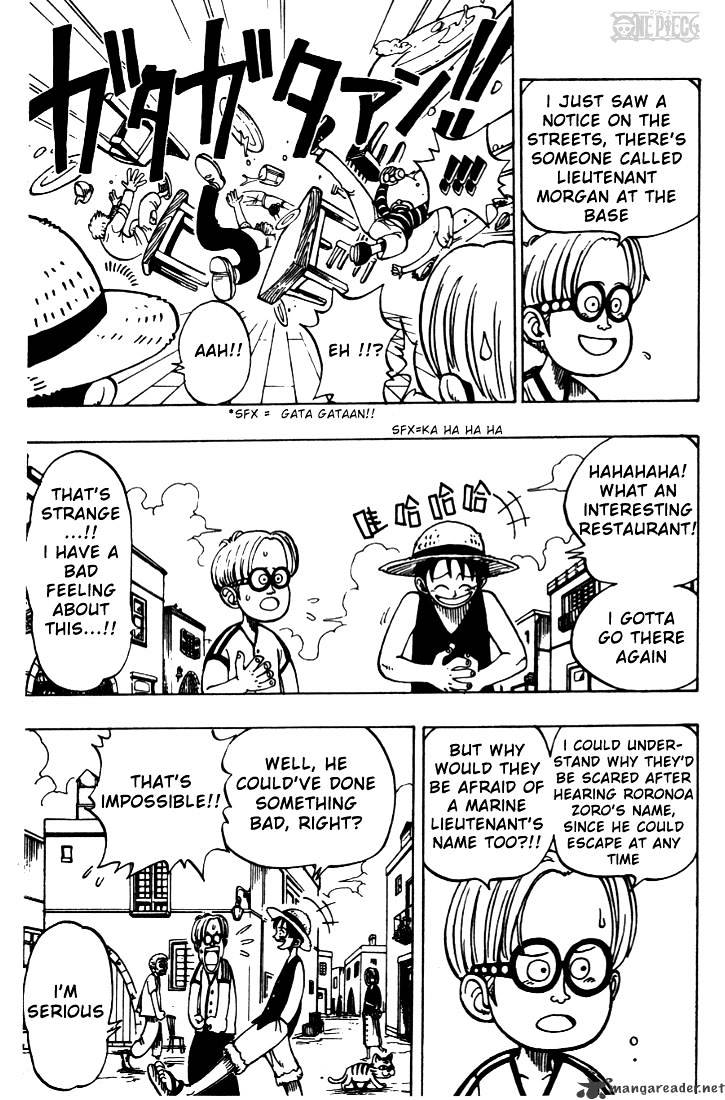 ONE PIECE
I JUST SAW A
NOTICE ON THE
STREETS, THERE'S
SOMEONE CALLED
LIEUTENANT
MORGAN AT THE
BASE
ガタガタァン!!
!!!
EH !!?
AAH!!
*SFX = GATA GATAAN!!
SFX=KA HA HA HA
HAHAHAHA!
WHAT AN
INTERESTING
RESTAURANT!
I GOTTA
GO THERE
AGAIN
哇哈哈哈
THAT'S
STRANGE
...!!
I HAVE A
BAD
FEELING
ABOUT
THIS...!!
I COULD UNDER-
STAND WHY THEY'D
BE SCARED AFTER
HEARING RORONOA
ZORO'S NAME,
SINCE HE COULD
ESCAPE AT ANY
TIME
BUT WHY
WOULD THEY
BE AFRAID OF
A MARINE
LIEUTENANT'S
NAME TOO?!!
WELL, HE
COULD'VE DONE
SOMETHING
BAD, RIGHT?
THAT'S
IMPOSSIBLE!!
I'M
SERIOUS
mangareader.net